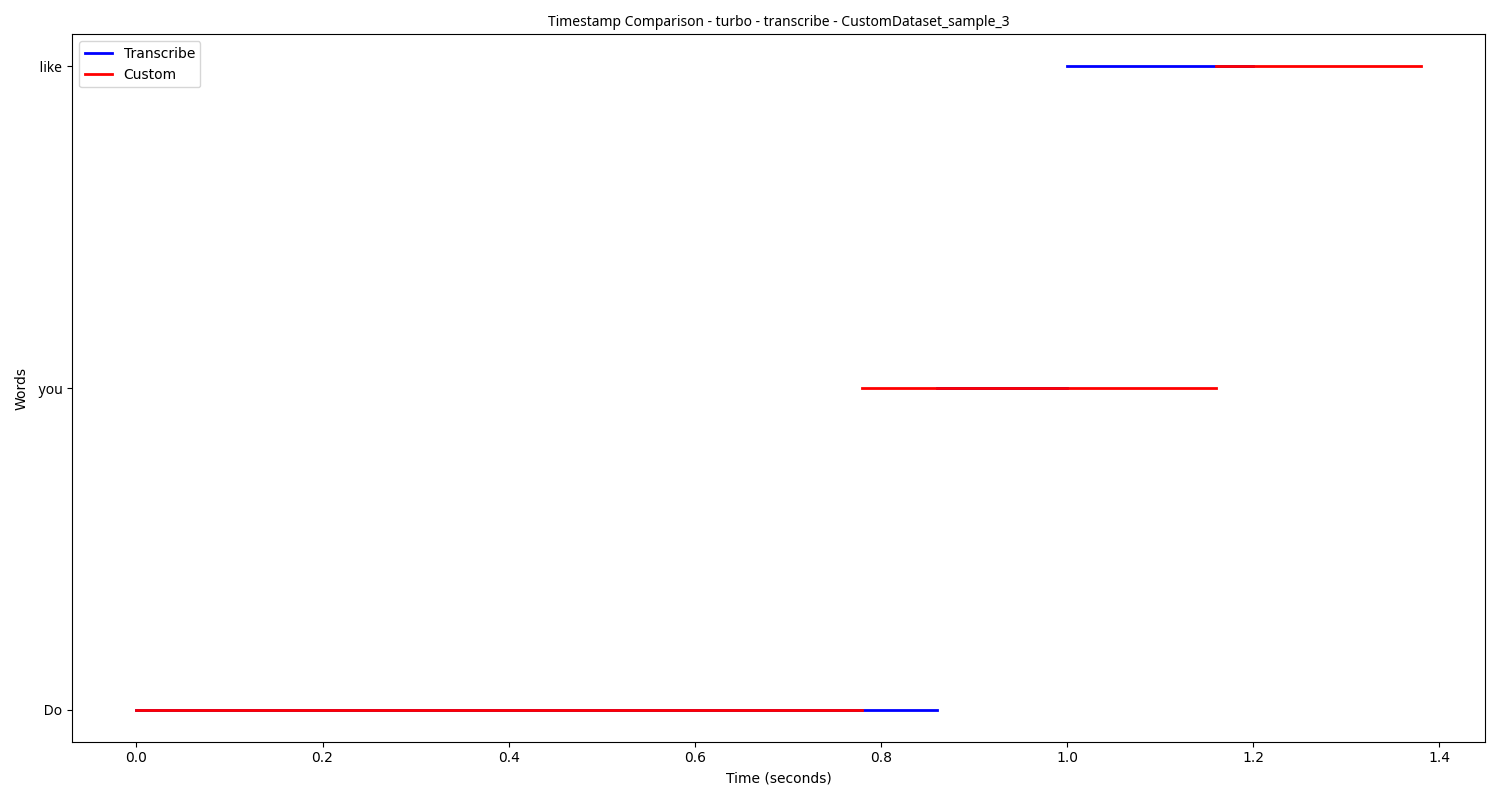 Timestamp Comparison - turbo - transcribe - CustomDataset_sample_3
Transcribe
Custom
like
you
Do
Words
0.0 0.2 0.4 0.6 0.8 1.0 1.2 1.4
Time (seconds)